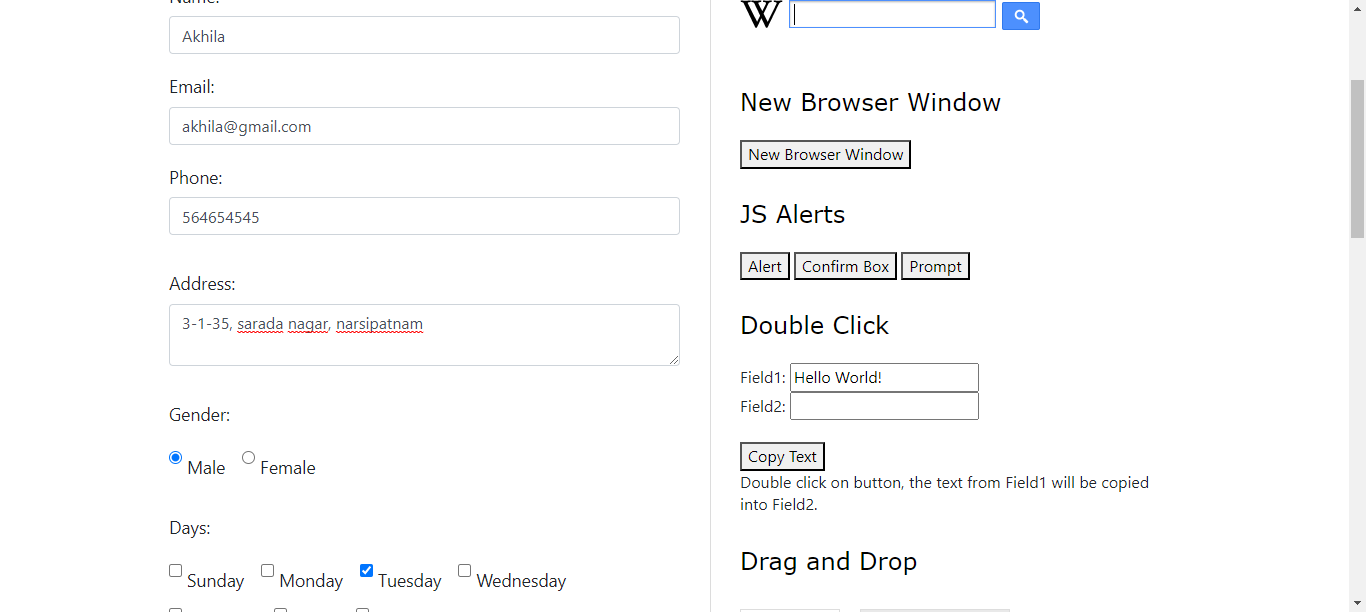 Name:
Akhila
Email:
akhila@gmail.com
Phone:
564654545
Address:
3-1-35, sarada nagar, narsipatnam
Gender:
Male Female
Days:
Sunday Monday Tuesday Wednesday
W
New Browser Window
New Browser Window
JS Alerts
Alert Confirm Box Prompt
Double Click
Field1: Hello World!
Field2:
Copy Text
Double click on button, the text from Field1 will be copied
into Field2.
Drag and Drop